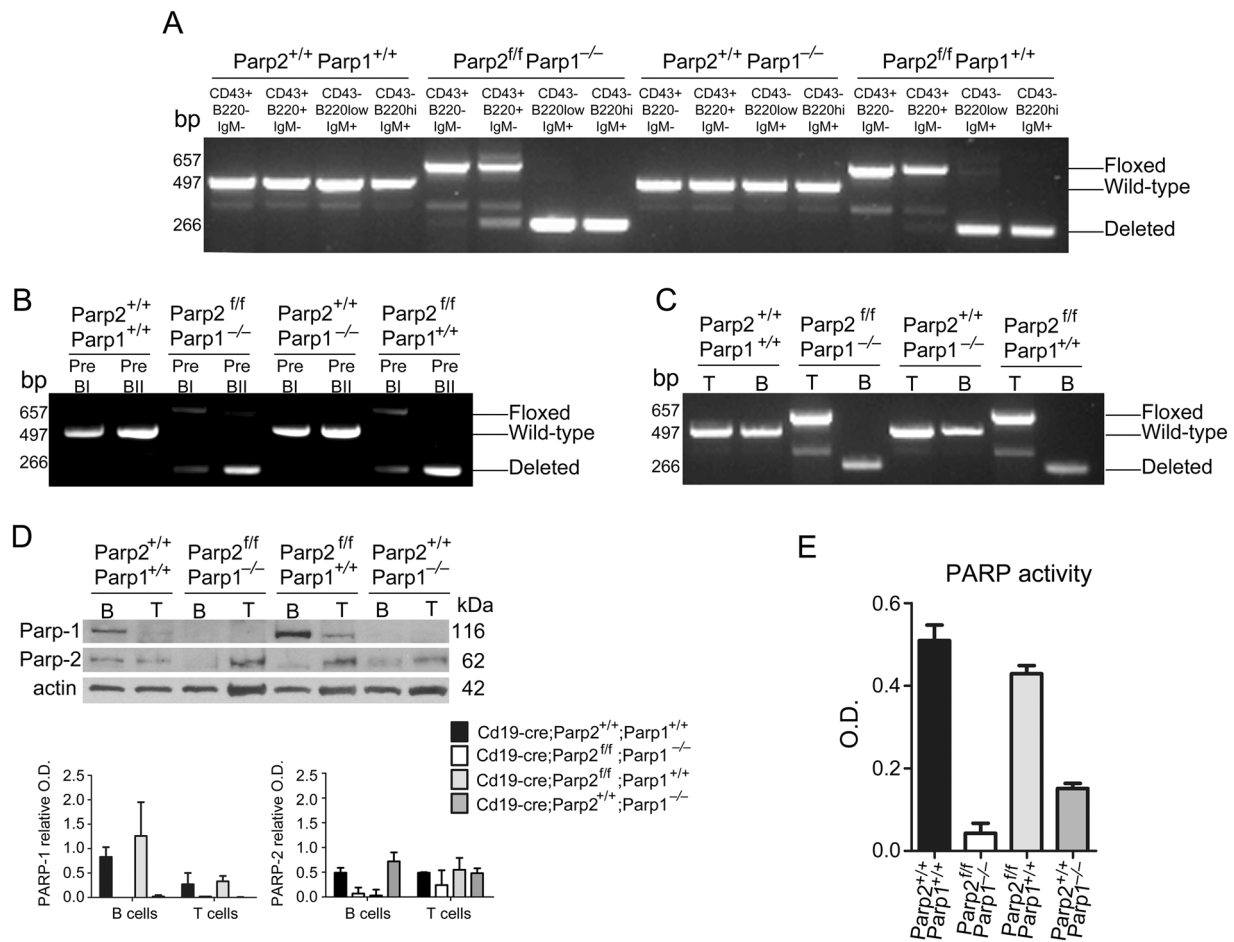 A
Parp2+/+ Parp1+/+ Parp2f/f Parp1–/– Parp2+/+ Parp1–/– Parp2f/f Parp1+/+
CD43+ CD43+ CD43- CD43- CD43+ CD43+ CD43- CD43- CD43+ CD43+ CD43- CD43- CD43+ CD43+ CD43- CD43-
B220- B220+ B220low B220hi B220- B220+ B220low B220hi B220- B220+ B220low B220hi B220- B220+ B220low B220hi
IgM- IgM- IgM+ IgM+ IgM- IgM- IgM+ IgM+ IgM- IgM- IgM+ IgM+ IgM- IgM- IgM+ IgM+
bp
657 Floxed
497 Wild-type
266 Deleted
B
Parp2+/+ Parp2 f/f Parp2+/+ Parp2 f/f
Parp1+/+ Parp1–/– Parp1–/– Parp1+/+
Pre Pre Pre Pre Pre Pre Pre Pre
BI BII BI BII BI BII BI BII
bp
657 Floxed
497 Wild-type
266 Deleted
C
Parp2+/+ Parp2 f/f Parp2+/+ Parp2 f/f
Parp1+/+ Parp1–/– Parp1–/– Parp1+/+
T B T B T B T B
bp
657 Floxed
497 Wild-type
266 Deleted
D
Parp2+/+ Parp2f/f Parp2f/f Parp2+/+
Parp1+/+ Parp1–/– Parp1+/+ Parp1–/–
B T B T B T B T kDa
Parp-1 116
Parp-2 62
actin 42
Cd19-cre;Parp2+/+;Parp1+/+
Cd19-cre;Parp2f/f ;Parp1 –/–
Cd19-cre;Parp2f/f ;Parp1+/+
Cd19-cre;Parp2+/+;Parp1–/–
PARP-1 relative O.D.
2.5
2.0
1.5
1.0
0.5
0.0
B cells T cells
PARP-2 relative O.D.
2.5
2.0
1.5
1.0
0.5
0.0
B cells T cells
E
PARP activity
O.D.
0.6
0.4
0.2
0.0
Parp2+/+ Parp2f/f Parp2f/f Parp2+/+
Parp1+/+ Parp1–/– Parp1+/+ Parp1–/–